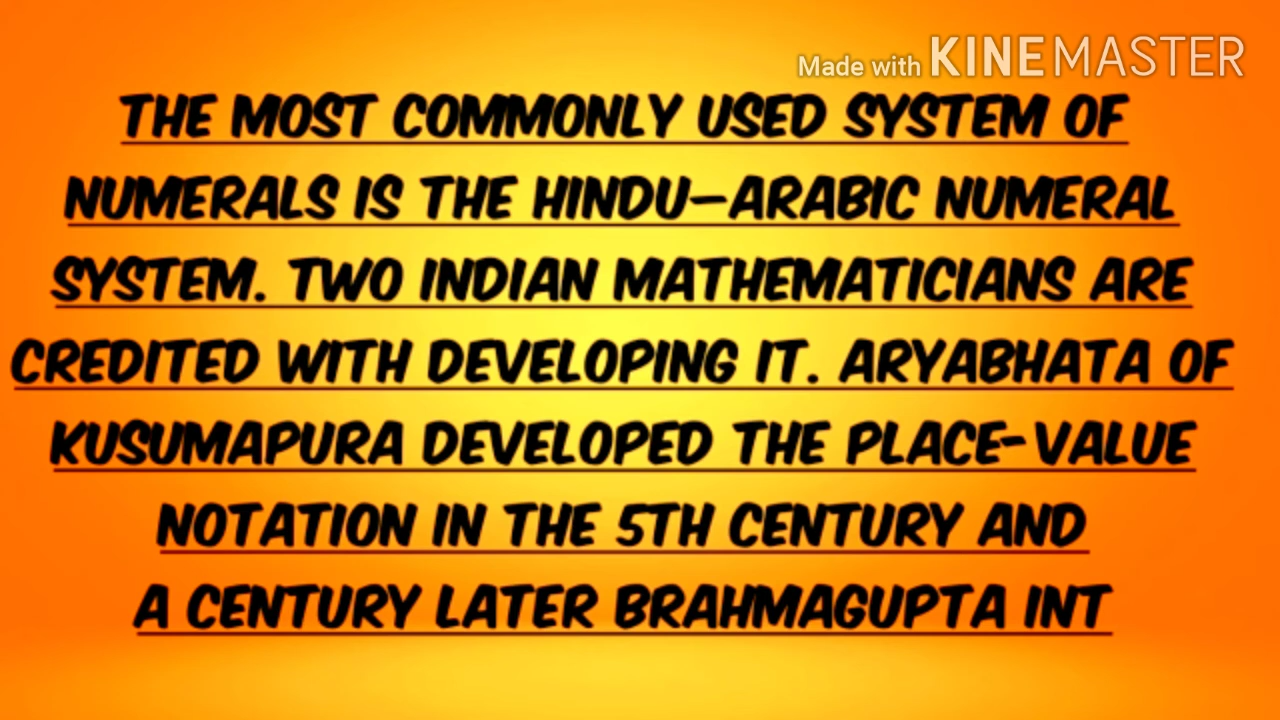 Made with KINEMASTER
THE MOST COMMONLY USED SYSTEM OF
NUMERALS IS THE HINDU–ARABIC NUMERAL
SYSTEM. TWO INDIAN MATHEMATICIANS ARE
CREDITED WITH DEVELOPING IT. ARYABHATA OF
KUSUMAPURA DEVELOPED THE PLACE-VALUE
NOTATION IN THE 5TH CENTURY AND
A CENTURY LATER BRAHMAGUPTA INT